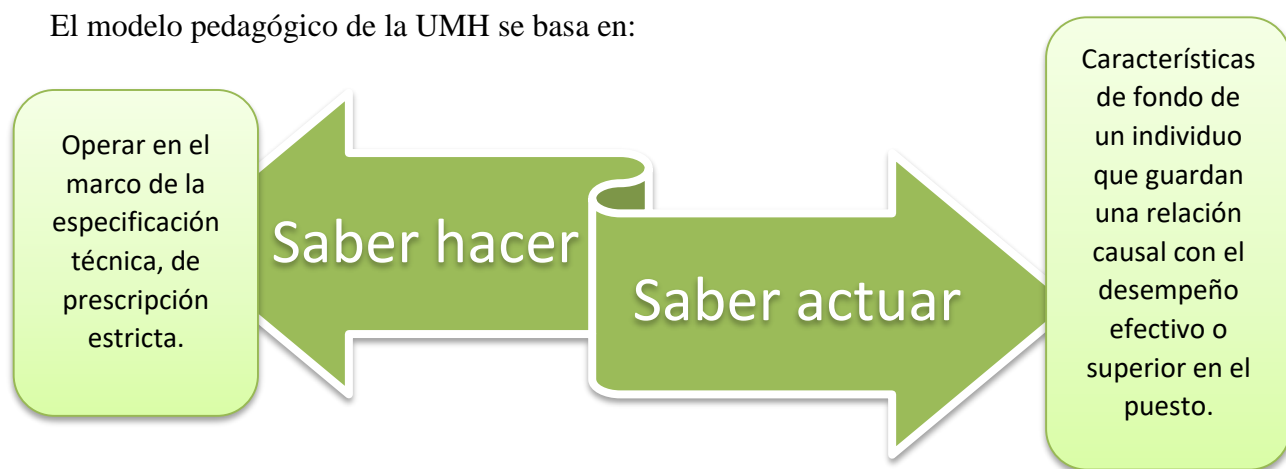 El modelo pedagógico de la UMH se basa en:
Operar en el
marco de la
especificación
técnica, de
prescripción
estricta.
Saber hacer
Saber actuar
Características
de fondo de
un individuo
que guardan
una relación
causal con el
desempeño
efectivo o
superior en el
puesto.